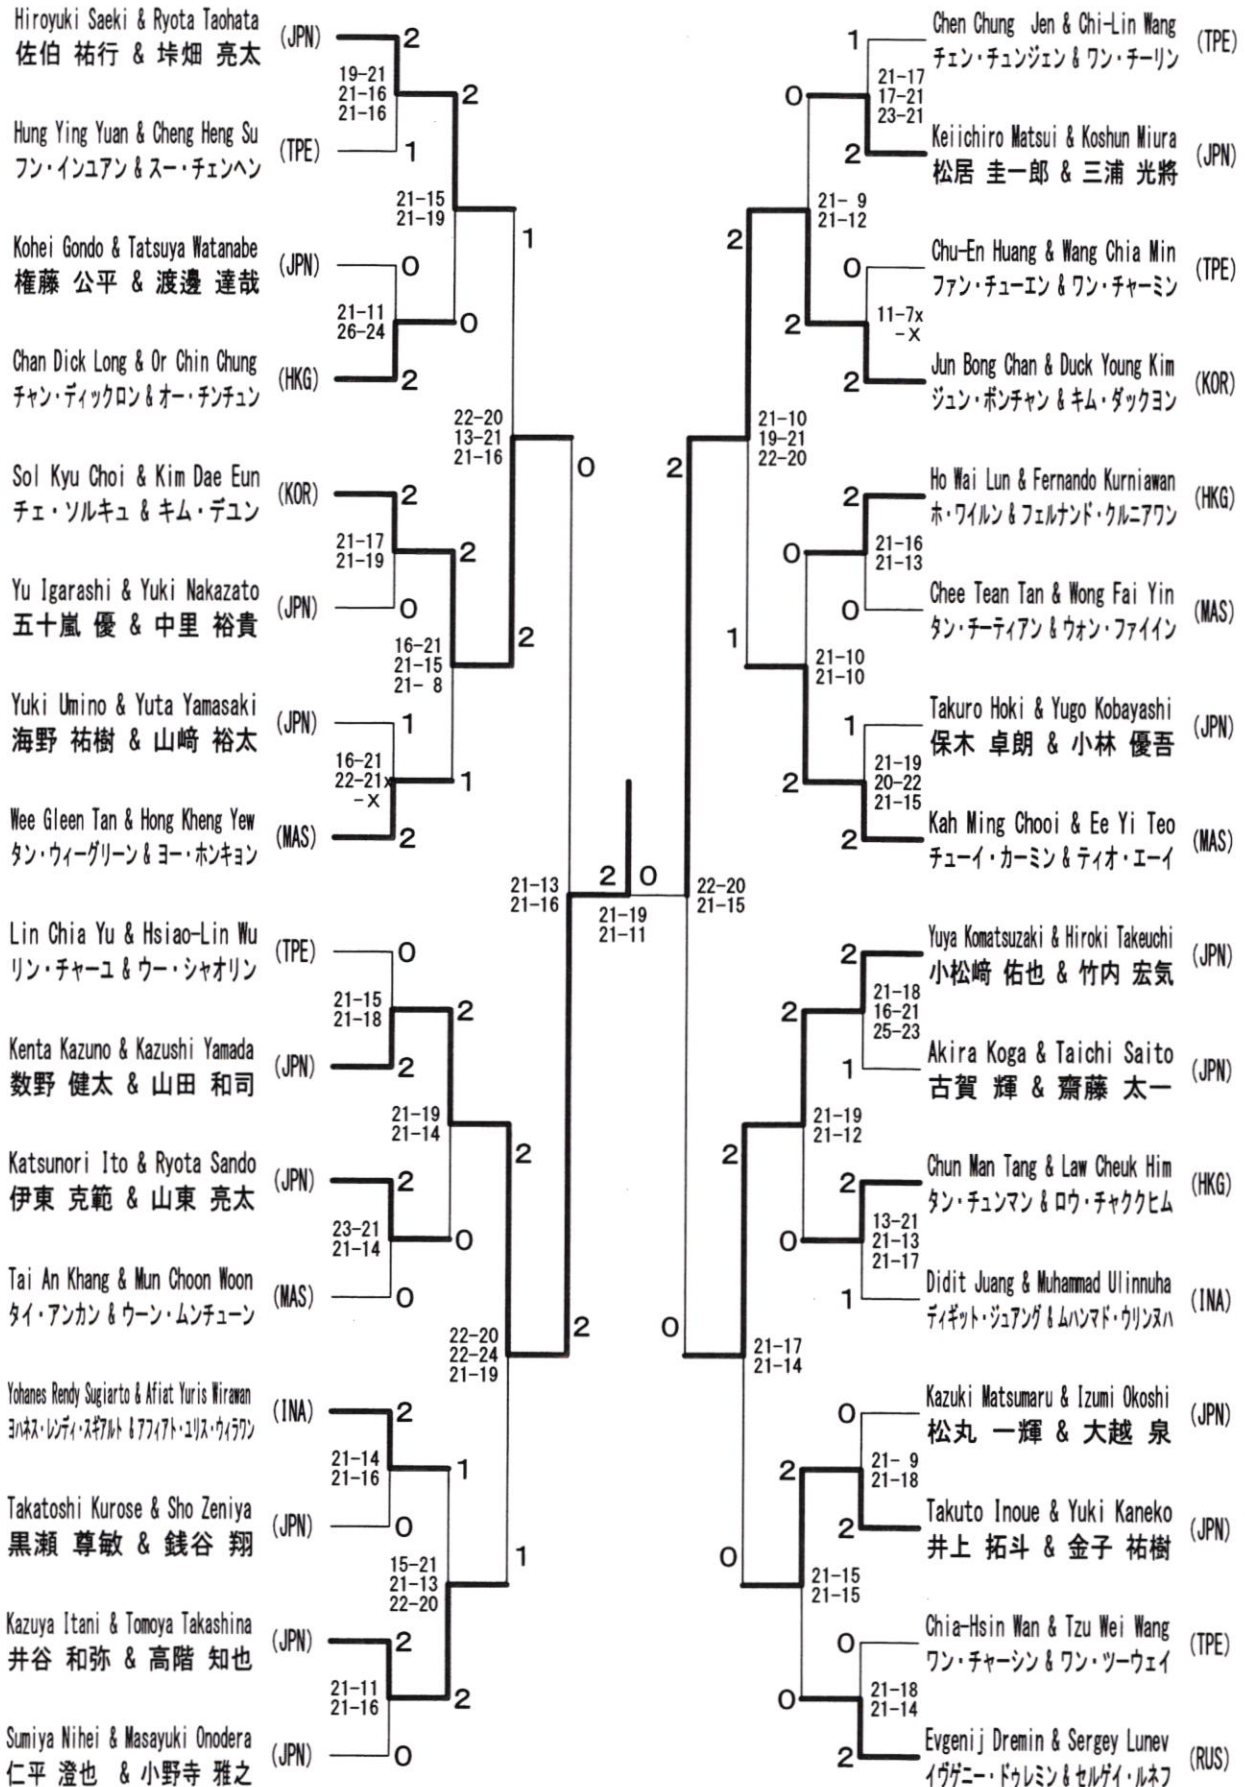 Hiroyuki Saeki & Ryota Taohata
佐伯 祐行 & 垰畑 亮太
(JPN)
2
19-21
21-16
21-16
2
Hung Ying Yuan & Cheng Heng Su
フン・インユアン & スー・チェンヘン
(TPE)
1
21-15
21-19
1
Kohei Gondo & Tatsuya Watanabe
権藤 公平 & 渡邊 達哉
(JPN)
0
21-11
26-24
0
Chan Dick Long & Or Chin Chung
チャン・ディックロン & オー・チンチュン
(HKG)
2
22-20
13-21
21-16
0
Sol Kyu Choi & Kim Dae Eun
チェ・ソルキュ & キム・デユン
(KOR)
2
21-17
21-19
2
Yu Igarashi & Yuki Nakazato
五十嵐 優 & 中里 裕貴
(JPN)
0
16-21
21-15
21- 8
2
Yuki Umino & Yuta Yamasaki
海野 祐樹 & 山﨑 裕太
(JPN)
1
16-21
22-21x
-X
1
Wee Gleen Tan & Hong Kheng Yew
タン・ウィーグリーン & ヨー・ホンキョン
(MAS)
2
21-13
21-16
2 0
21-19
21-11
Lin Chia Yu & Hsiao-Lin Wu
リン・チャーユ & ウー・シャオリン
(TPE)
0
21-15
21-18
2
Kenta Kazuno & Kazushi Yamada
数野 健太 & 山田 和司
(JPN)
2
21-19
21-14
2
Katsunori Ito & Ryota Sando
伊東 克範 & 山東 亮太
(JPN)
2
23-21
21-14
0
Tai An Khang & Mun Choon Woon
タイ・アンカン & ウーン・ムンチューン
(MAS)
0
22-20
22-24
21-19
2
Yohanes Rendy Sugiarto & Afiat Yuris Wirawan
ヨハネス・レンディ・スギアルト & アフィアト・ユリス・ウィラワン
(INA)
2
21-14
21-16
1
Takatoshi Kurose & Sho Zeniya
黒瀬 尊敏 & 銭谷 翔
(JPN)
0
15-21
21-13
22-20
1
Kazuya Itani & Tomoya Takashina
井谷 和弥 & 高階 知也
(JPN)
2
21-11
21-16
2
Sumiya Nihei & Masayuki Onodera
仁平 澄也 & 小野寺 雅之
(JPN)
0
Chen Chung Jen & Chi-Lin Wang
チェン・チュンジェン & ワン・チーリン
(TPE)
1
21-17
17-21
23-21
0
Keiichiro Matsui & Koshun Miura
松居 圭一郎 & 三浦 光將
(JPN)
2
21- 9
21-12
2
Chu-En Huang & Wang Chia Min
ファン・チューエン & ワン・チャーミン
(TPE)
0
11-7x
-X
2
Jun Bong Chan & Duck Young Kim
ジュン・ボンチャン & キム・ダックヨン
(KOR)
2
21-10
19-21
22-20
2
Ho Wai Lun & Fernando Kurniawan
ホ・ワイルン & フェルナンド・クルニアワン
(HKG)
2
21-16
21-13
0
Chee Tean Tan & Wong Fai Yin
タン・チーティアン & ウォン・ファイイン
(MAS)
0
21-10
21-10
1
Takuro Hoki & Yugo Kobayashi
保木 卓朗 & 小林 優吾
(JPN)
1
21-19
20-22
21-15
2
Kah Ming Chooi & Ee Yi Teo
チューイ・カーミン & ティオ・エーイ
(MAS)
2
22-20
21-15
Yuya Komatsuzaki & Hiroki Takeuchi
小松﨑 佑也 & 竹内 宏気
(JPN)
2
21-18
16-21
25-23
2
Akira Koga & Taichi Saito
古賀 輝 & 齋藤 太一
(JPN)
1
21-19
21-12
2
Chun Man Tang & Law Cheuk Him
タン・チュンマン & ロウ・チャククヒム
(HKG)
2
13-21
21-13
21-17
0
Didit Juang & Muhammad Ulinnuha
ディギット・ジュアング & ムハンマド・ウリンヌハ
(INA)
1
21-17
21-14
0
Kazuki Matsumaru & Izumi Okoshi
松丸 一輝 & 大越 泉
(JPN)
0
21- 9
21-18
2
Takuto Inoue & Yuki Kaneko
井上 拓斗 & 金子 祐樹
(JPN)
2
21-15
21-15
0
Chia-Hsin Wan & Tzu Wei Wang
ワン・チャーシン & ワン・ツーウェイ
(TPE)
0
21-18
21-14
0
Evgenij Dremin & Sergey Lunev
イヴゲニー・ドゥレミン & セルゲイ・ルネフ
(RUS)
2